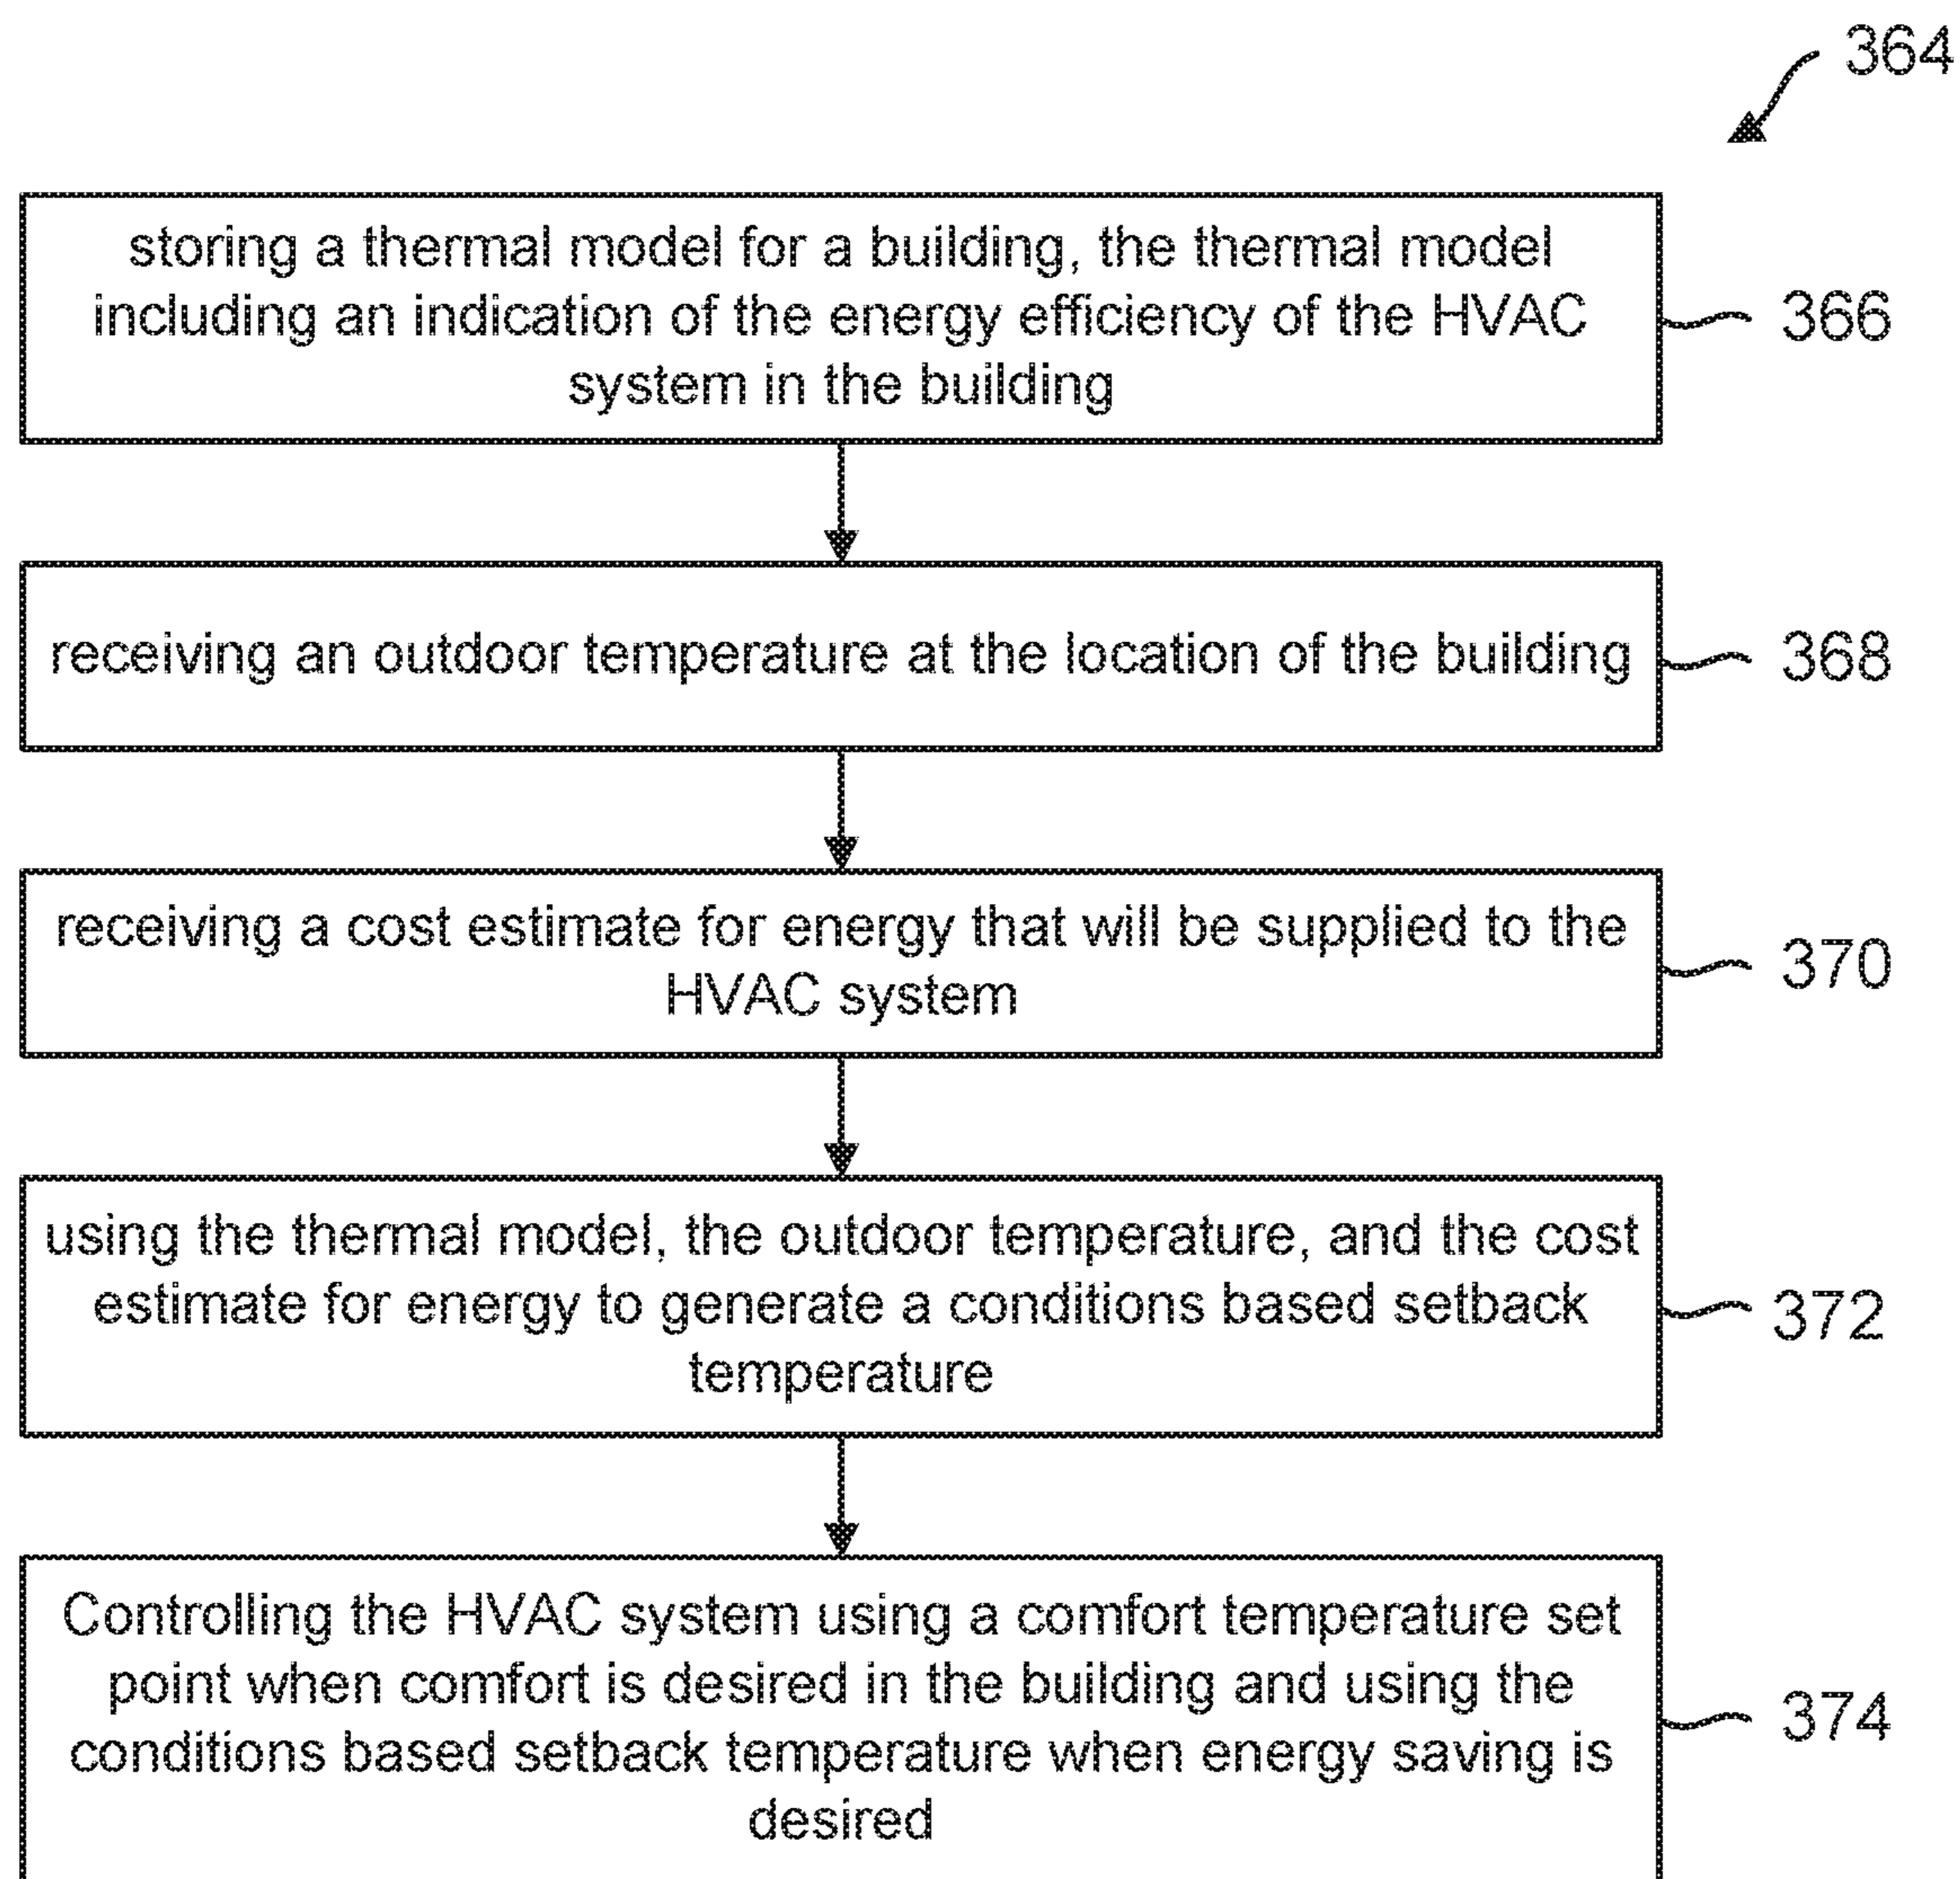 364
storing a thermal model for a building, the thermal model
including an indication of the energy efficiency of the HVAC
system in the building
366
receiving an outdoor temperature at the location of the building
368
receiving a cost estimate for energy that will be supplied to the
HVAC system
370
using the thermal model, the outdoor temperature, and the cost
estimate for energy to generate a conditions based setback
temperature
372
Controlling the HVAC system using a comfort temperature set
point when comfort is desired in the building and using the
conditions based setback temperature when energy saving is
desired
374